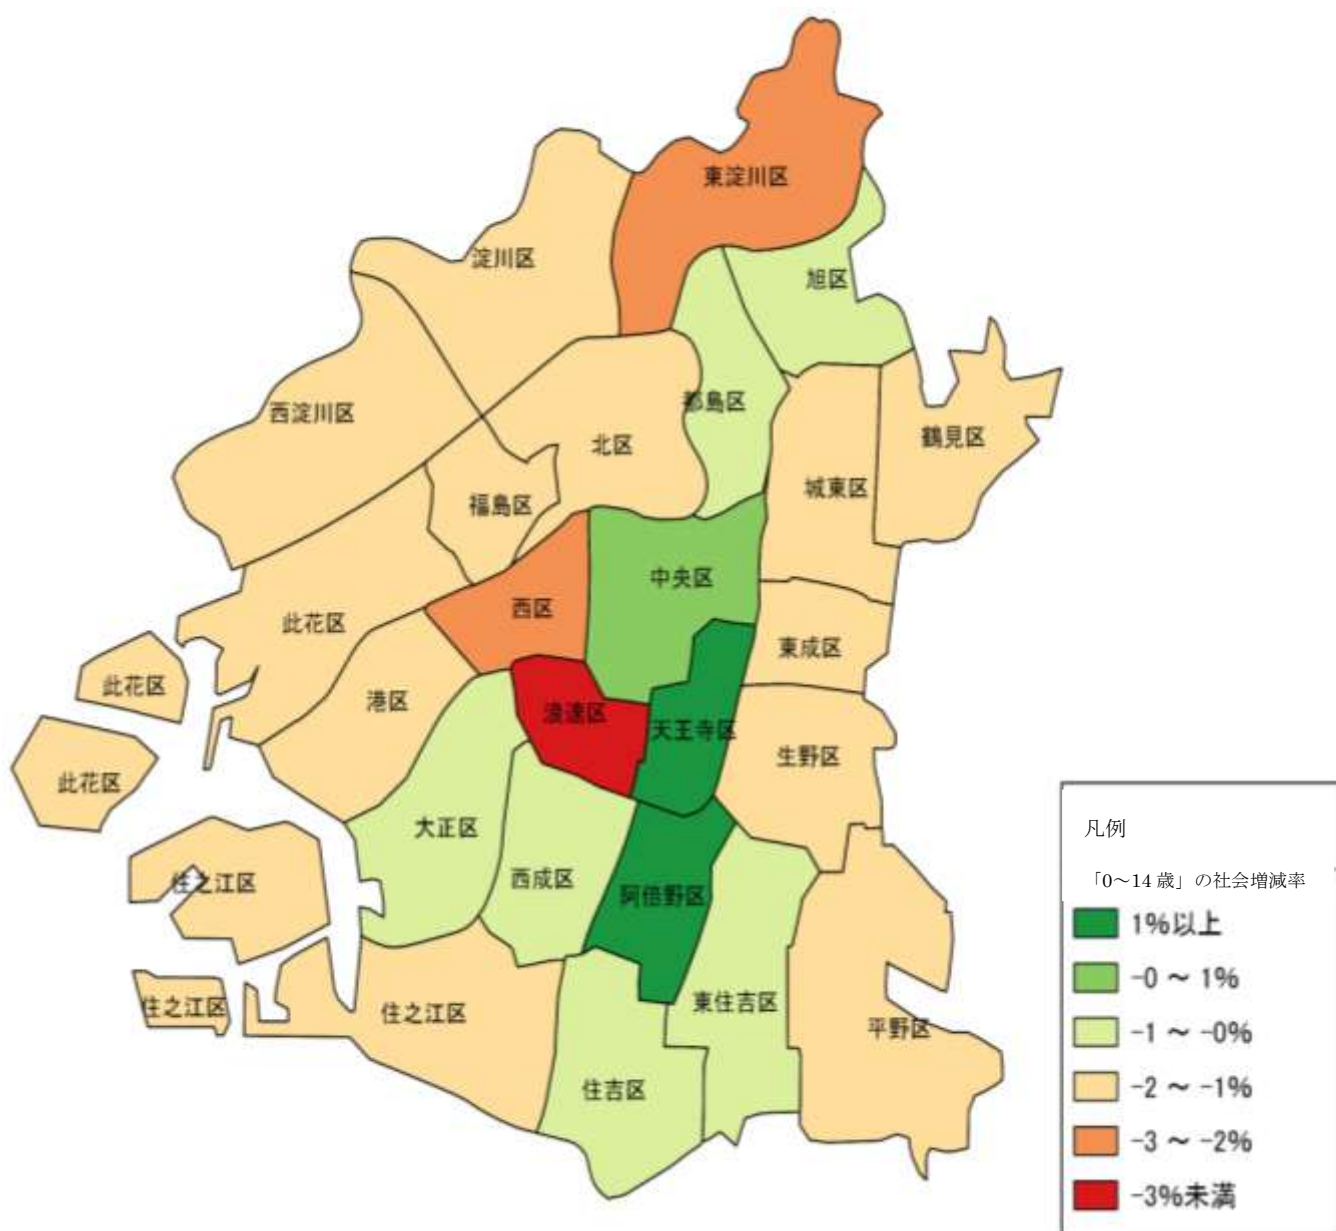 東淀川区
淀川区
旭区
西淀川区
都島区
北区
鶴見区
城東区
福島区
中央区
西区
此花区
東成区
此花区
港区
浪速区
天王寺区
生野区
此花区
大正区
西成区
住之江区
阿倍野区
東住吉区
住之江区
住之江区
平野区
住吉区
凡例
「0～14 歳」の社会増減率
1%以上
-0 ～ 1%
-1 ～ -0%
-2 ～ -1%
-3 ～ -2%
-3%未満